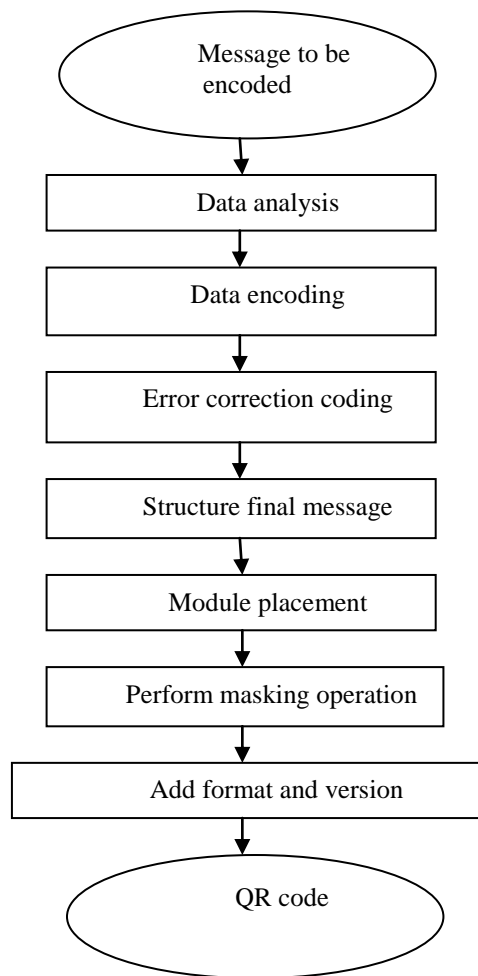 Message to be
encoded
Data analysis
Data encoding
Error correction coding
Structure final message
Module placement
Perform masking operation
Add format and version
QR code